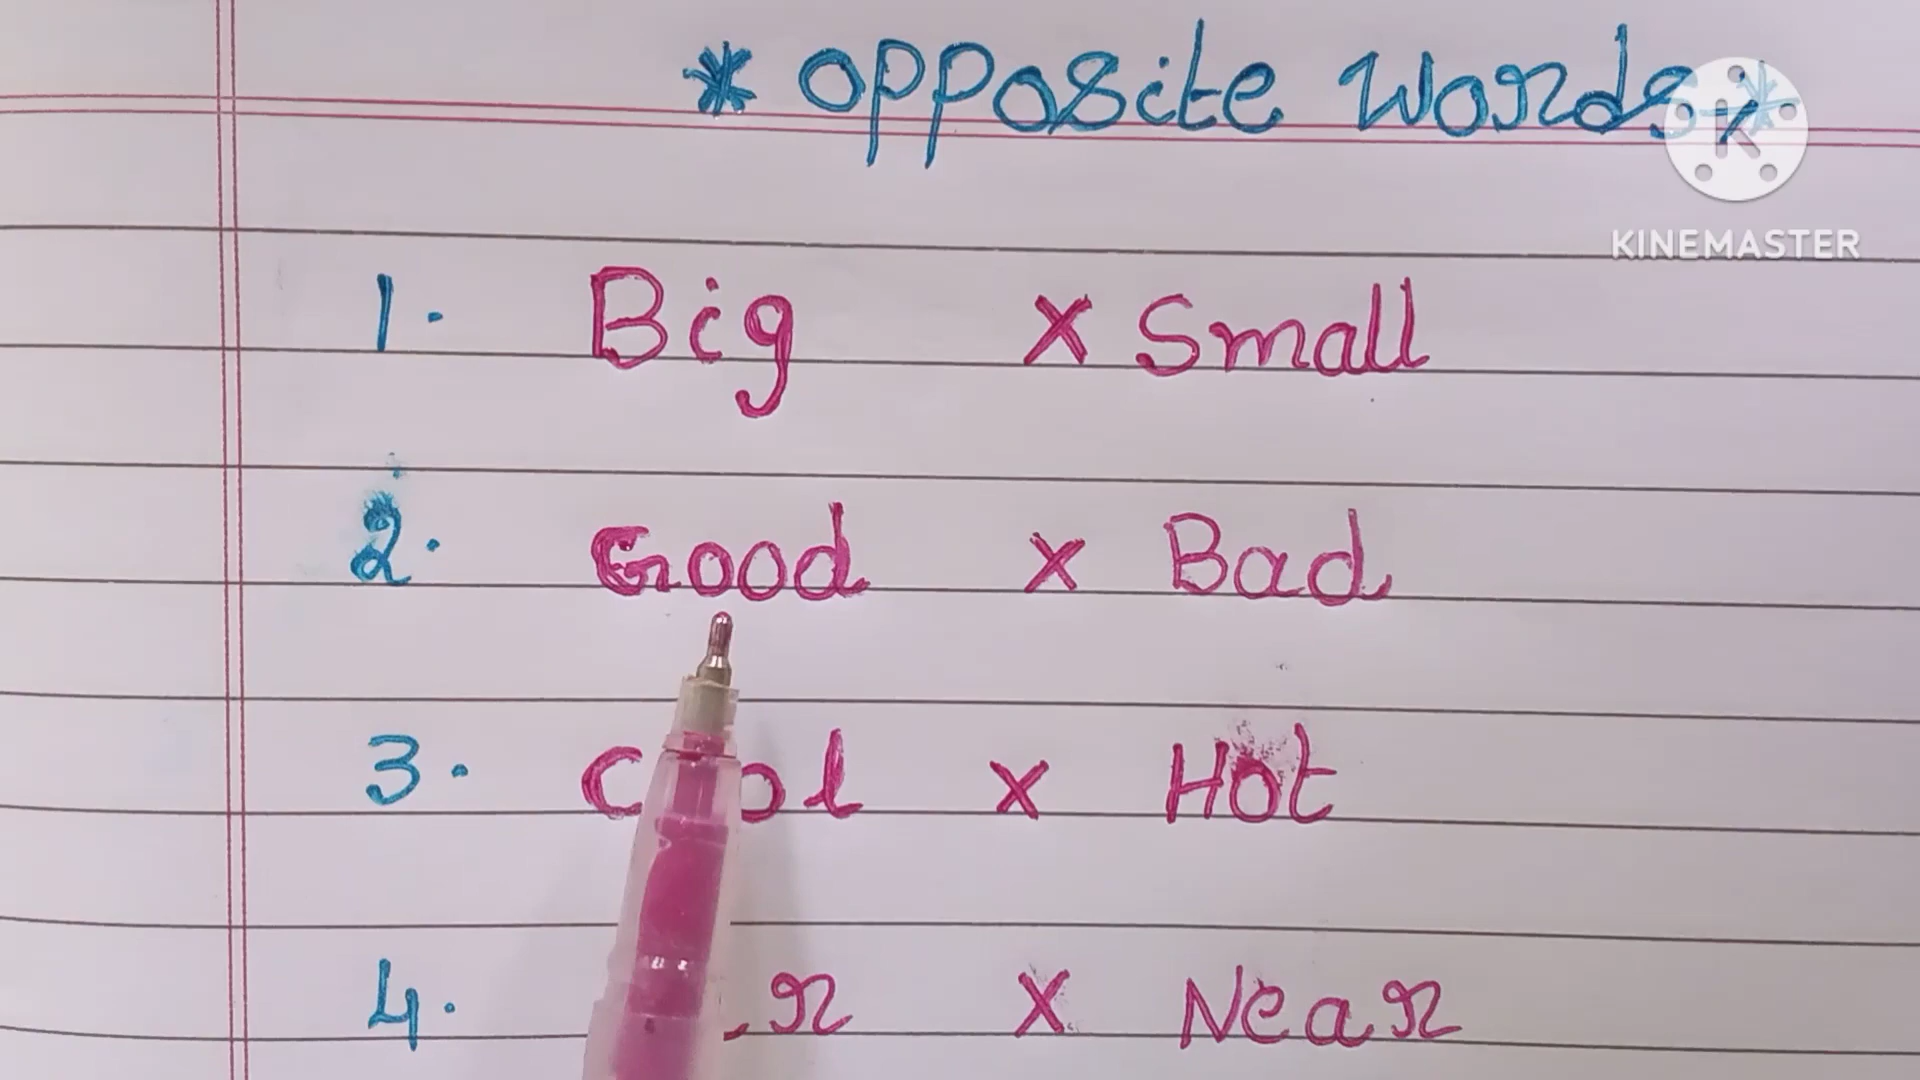 * Opposite Words *
KINEMASTER
1. Big x Small
2. Good x Bad
3. x Hot
4. x Near